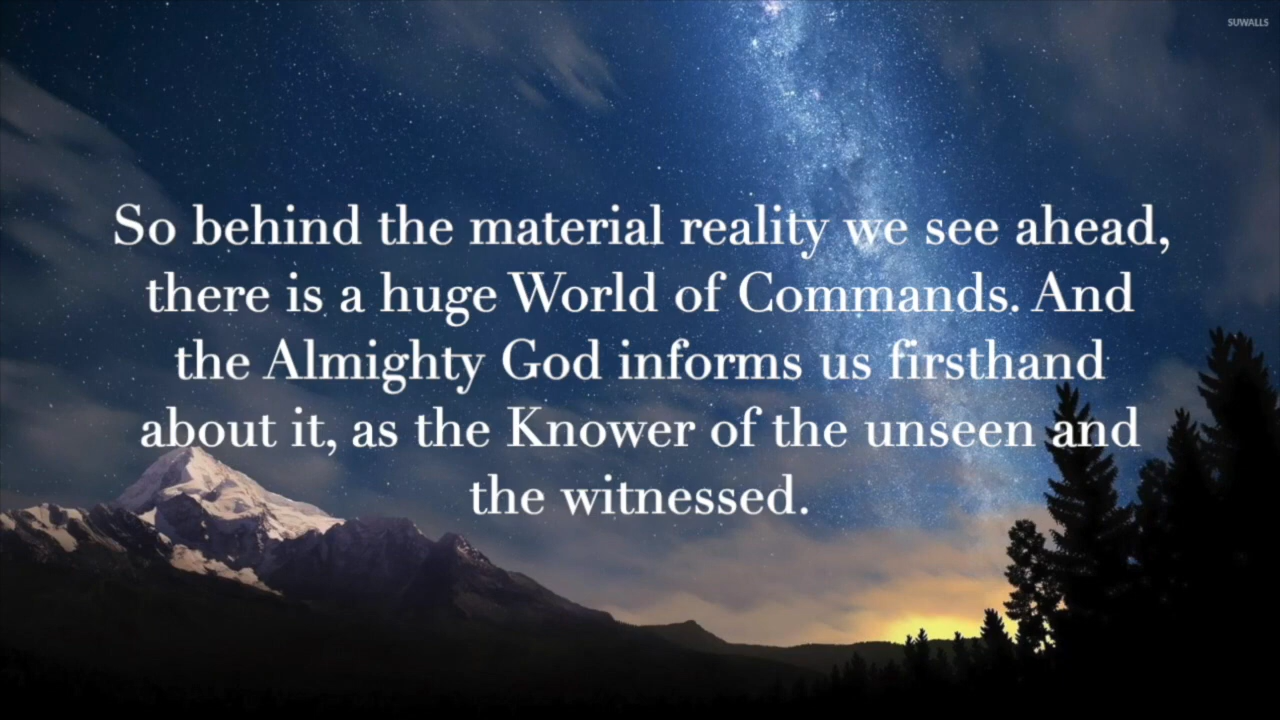 SUWALLS
So behind the material reality we see ahead,
there is a huge World of Commands. And
the Almighty God informs us firsthand
about it, as the Knower of the unseen and
the witnessed.